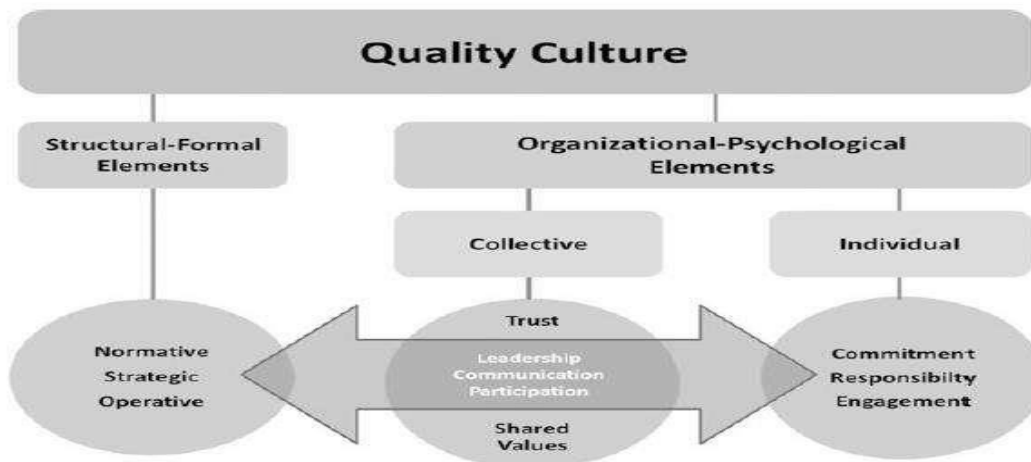 Quality Culture
Structural-Formal
Elements
Organizational-Psychological
Elements
Collective
Individual
Normative
Strategic
Operative
Trust
Leadership
Communication
Participation
Shared
Values
Commitment
Responsibilty
Engagement